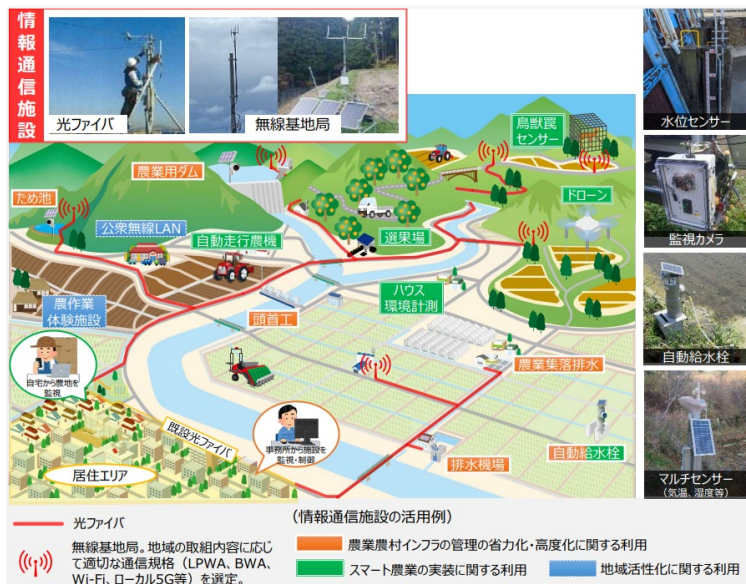 情報通信施設
光ファイバ
無線基地局
水位センサー
監視カメラ
自動給水栓
マルチセンサー
（気温、湿度等）
鳥獣罠
センサー
農業用ダム
ため池
ドローン
公衆無線LAN
自動走行農機
選果場
農作業
体験施設
頭首工
ハウス
環境計測
自宅から農地を
監視
農業集落排水
既設光ファイバ
事務所から施設を
監視・制御
居住エリア
排水機場
自動給水栓
光ファイバ
無線基地局。地域の取組内容に応じ
て適切な通信規格（LPWA、BWA、
Wi-Fi、ローカル5G等）を選定。
（情報通信施設の活用例）
農業農村インフラの管理の省力化・高度化に関する利用
スマート農業の実装に関する利用
地域活性化に関する利用